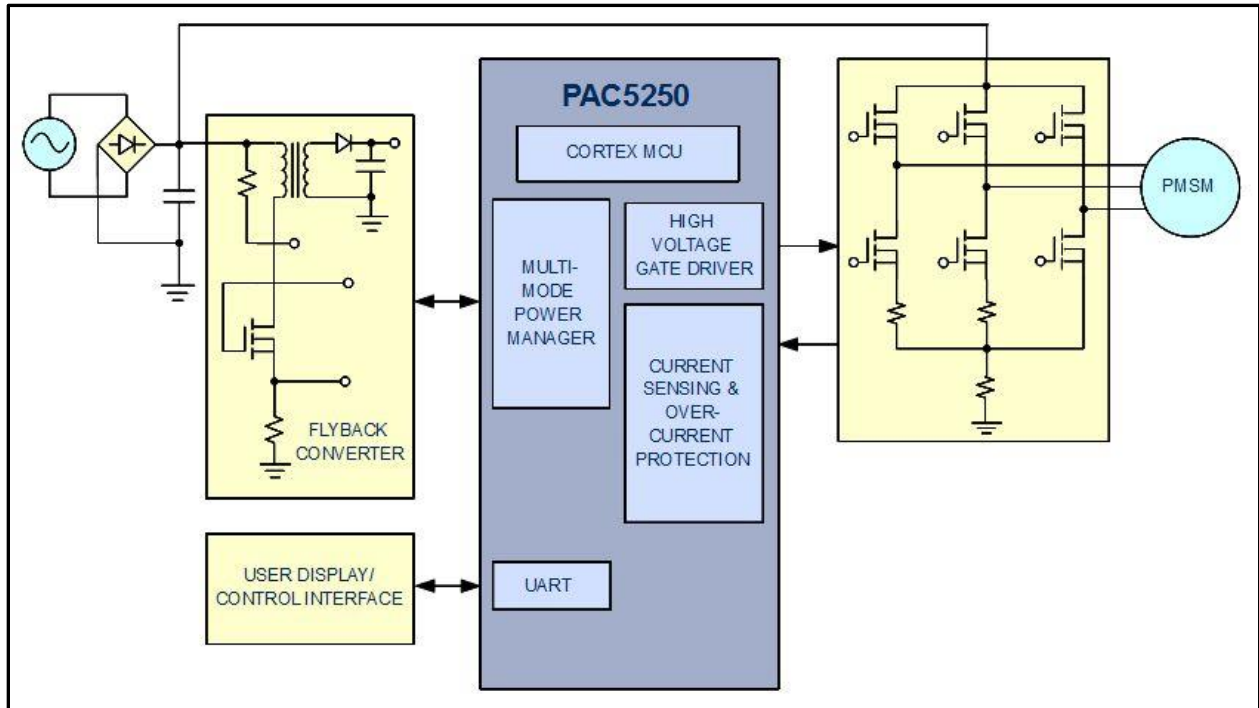 PAC5250
CORTEX MCU
MULTI-
MODE
POWER
MANAGER
HIGH
VOLTAGE
GATE DRIVER
CURRENT
SENSING &
OVER-
CURRENT
PROTECTION
UART
FLYBACK
CONVERTER
USER DISPLAY/
CONTROL INTERFACE
PMSM